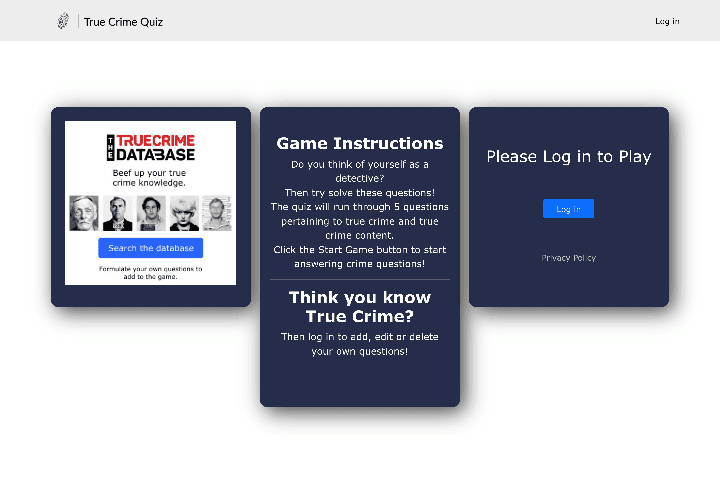 True Crime Quiz
Log in
THE
TRUECRIME
DATABASE
Beef up your true
crime knowledge.
Search the database
Formulate your own questions to
add to the game.
Game Instructions
Do you think of yourself as a
detective?
Then try solve these questions!
The quiz will run through 5 questions
pertaining to true crime and true
crime content.
Click the Start Game button to start
answering crime questions!
Think you know
True Crime?
Then log in to add, edit or delete
your own questions!
Please Log in to Play
Log in
Privacy Policy